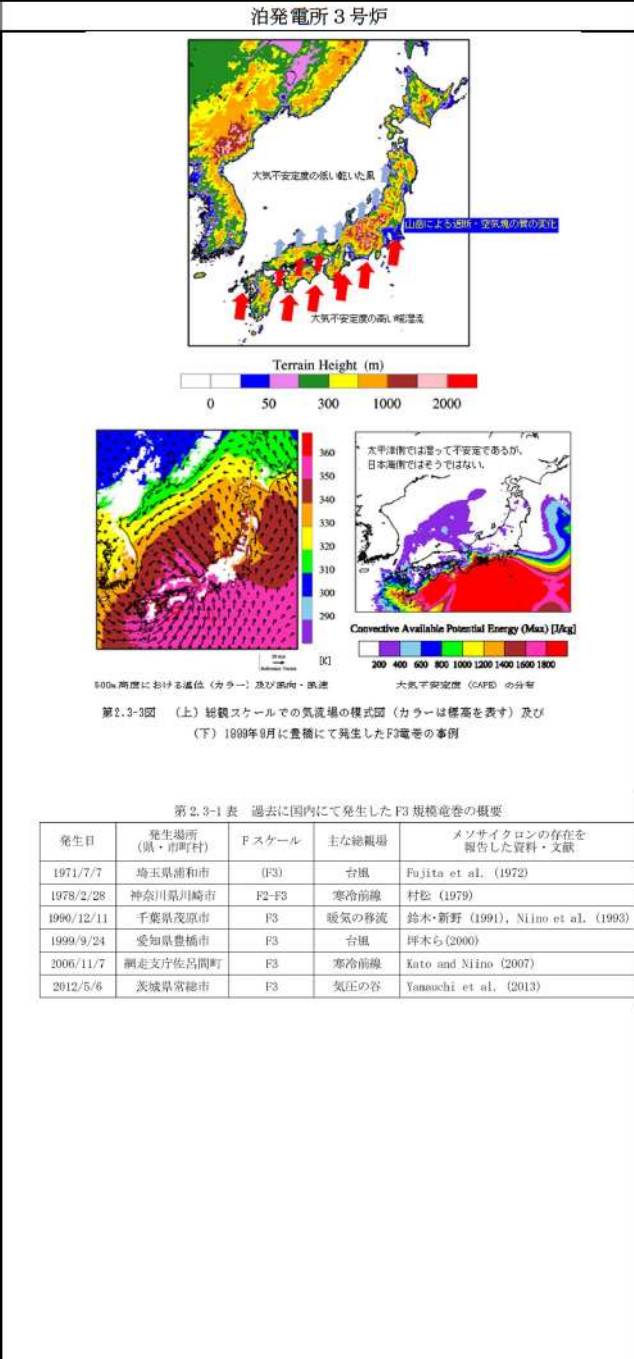 泊発電所3号炉
大気不安定度の低い乾いた風
山岳による遮断・空気塊の質の変化
大気不安定度の高い暖湿流
Terrain Height (m)
0 50 300 1000 2000
太平洋側では湿って不安定であるが、
日本海側ではそうではない。
360
350
340
330
320
310
300
290
[K]
Convective Available Potential Energy (Max) [J/kg]
200 400 600 800 1000 1200 1400 1600 1800
500m高度における温位(カラー)及び風向・風速
大気不安定度(CAPE)の分布
第2.3-3図 (上)総観スケールでの気流場の模式図(カラーは標高を表す)及び
(下)1999年9月に豊橋にて発生したF3竜巻の事例
第2.3-1表 過去に国内にて発生したF3規模竜巻の概要
発生日 発生場所(県・市町村) Fスケール 主な総観場 メソサイクロンの存在を報告した資料・文献
1971/7/7 埼玉県浦和市 (F3) 台風 Fujita et al. (1972)
1978/2/28 神奈川県川崎市 F2-F3 寒冷前線 村松 (1979)
1990/12/11 千葉県茂原市 F3 暖気の移流 鈴木・新野 (1991), Niino et al. (1993)
1999/9/24 愛知県豊橋市 F3 台風 坪木ら(2000)
2006/11/7 網走支庁佐呂間町 F3 寒冷前線 Kato and Niino (2007)
2012/5/6 茨城県常総市 F3 気圧の谷 Yamauchi et al. (2013)